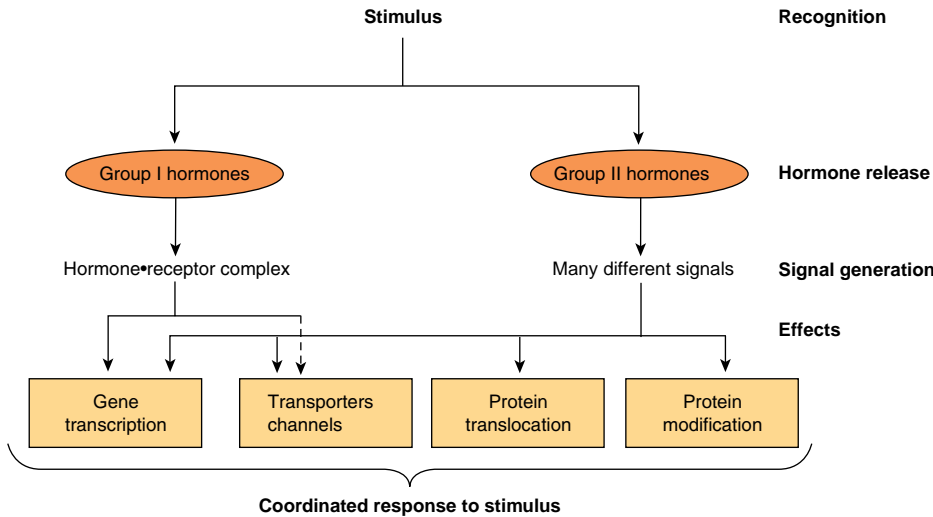 Stimulus
Recognition
Group I hormones
Group II hormones
Hormone release
Hormone•receptor complex
Many different signals
Signal generation
Effects
Gene
transcription
Transporters
channels
Protein
translocation
Protein
modification
Coordinated response to stimulus